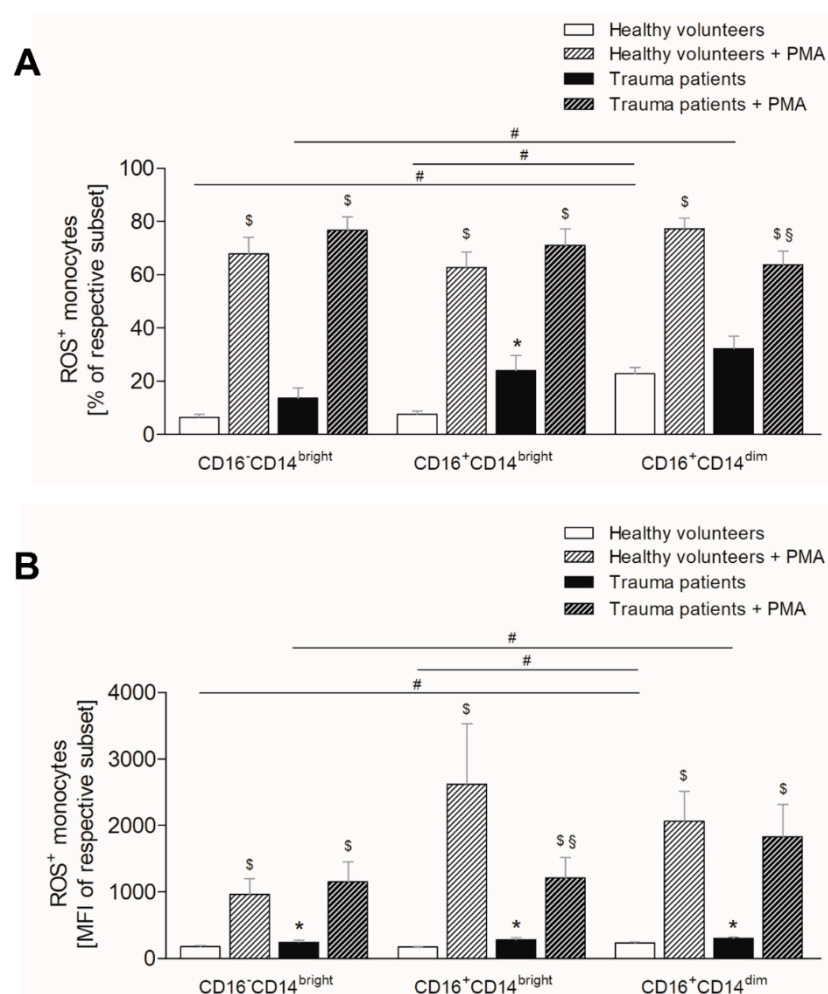 A
Healthy volunteers
Healthy volunteers + PMA
Trauma patients
Trauma patients + PMA
#
#
#
ROS⁺ monocytes
[% of respective subset]
100
80
60
40
20
0
$
$
$
*
$
$
$ §
CD16⁻CD14ᵇʳⁱᵍʰᵗ
CD16⁺CD14ᵇʳⁱᵍʰᵗ
CD16⁺CD14ᵈⁱᵐ
B
Healthy volunteers
Healthy volunteers + PMA
Trauma patients
Trauma patients + PMA
#
#
#
ROS⁺ monocytes
[MFI of respective subset]
4000
3000
2000
1000
0
$
*
$
$
*
$ §
$
*
$
CD16⁻CD14ᵇʳⁱᵍʰᵗ
CD16⁺CD14ᵇʳⁱᵍʰᵗ
CD16⁺CD14ᵈⁱᵐ